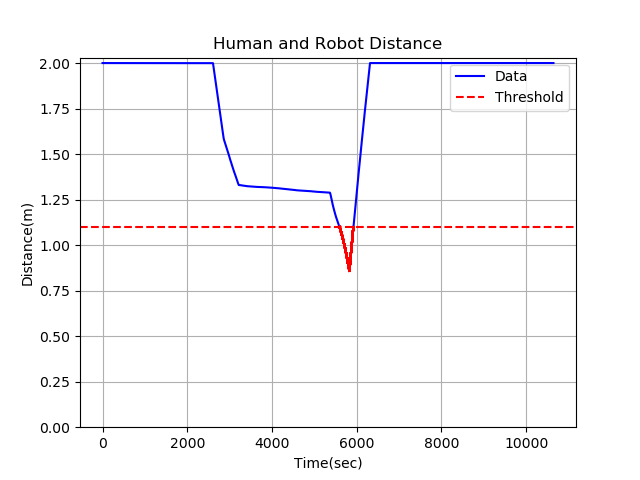 Human and Robot Distance
Data
Threshold
2.00
1.75
1.50
1.25
1.00
0.75
0.50
0.25
0.00
Distance(m)
0 2000 4000 6000 8000 10000
Time(sec)